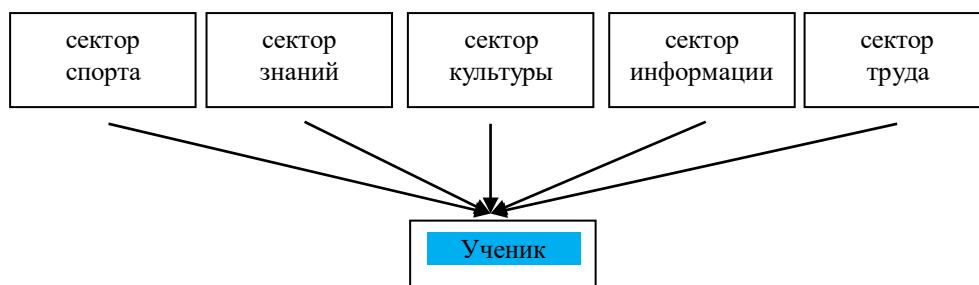 сектор
спорта
сектор
знаний
сектор
культуры
сектор
информации
сектор
труда
Ученик